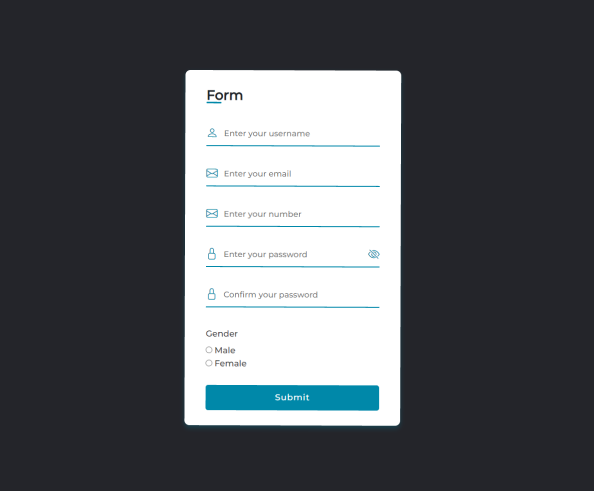 Form
Enter your username
Enter your email
Enter your number
Enter your password
Confirm your password
Gender
Male
Female
Submit